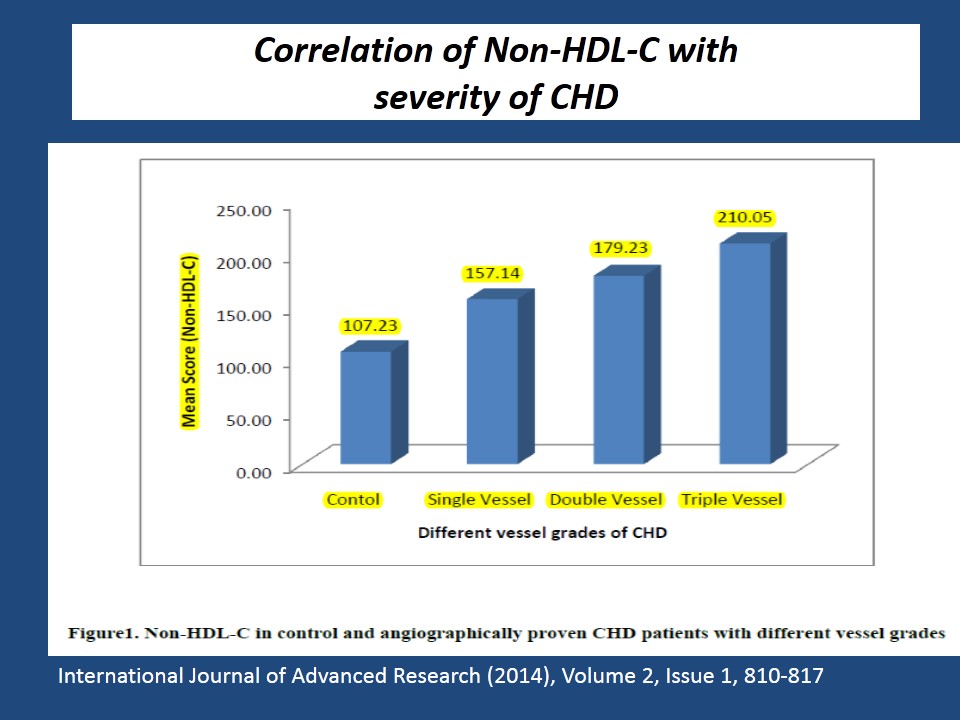 Correlation of Non-HDL-C with
severity of CHD
Mean Score (Non-HDL-C)
250.00
200.00
150.00
100.00
50.00
0.00
107.23
157.14
179.23
210.05
Contol
Single Vessel
Double Vessel
Triple Vessel
Different vessel grades of CHD
Figure1. Non-HDL-C in control and angiographically proven CHD patients with different vessel grades
International Journal of Advanced Research (2014), Volume 2, Issue 1, 810-817